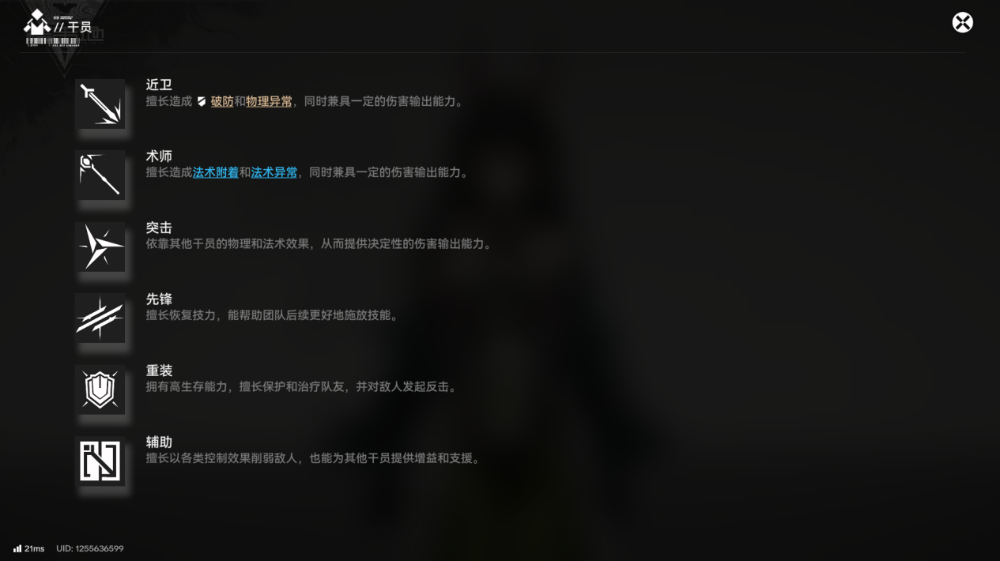 // 干员
近卫
擅长造成 破防和物理异常，同时兼具一定的伤害输出能力。
术师
擅长造成法术附着和法术异常，同时兼具一定的伤害输出能力。
突击
依靠其他干员的物理和法术效果，从而提供决定性的伤害输出能力。
先锋
擅长恢复技力，能帮助团队后续更好地施放技能。
重装
拥有高生存能力，擅长保护和治疗队友，并对敌人发起反击。
辅助
擅长以各类控制效果削弱敌人，也能为其他干员提供增益和支援。
21ms UID: 1255636599